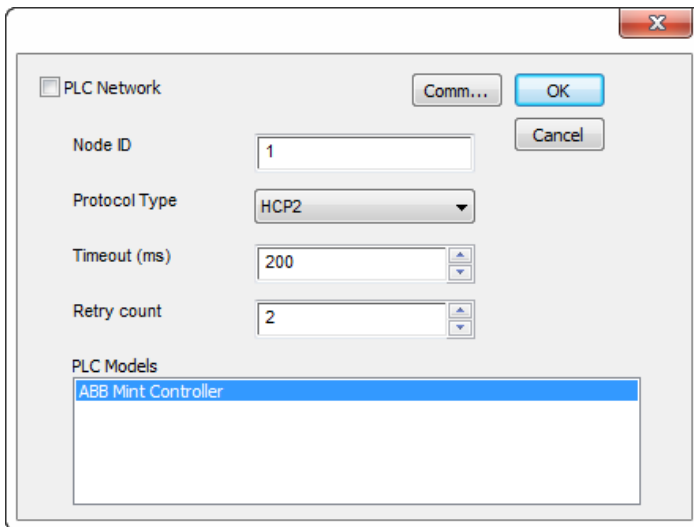 PLC Network
Comm...
OK
Cancel
Node ID
1
Protocol Type
HCP2
Timeout (ms)
200
Retry count
2
PLC Models
ABB Mint Controller